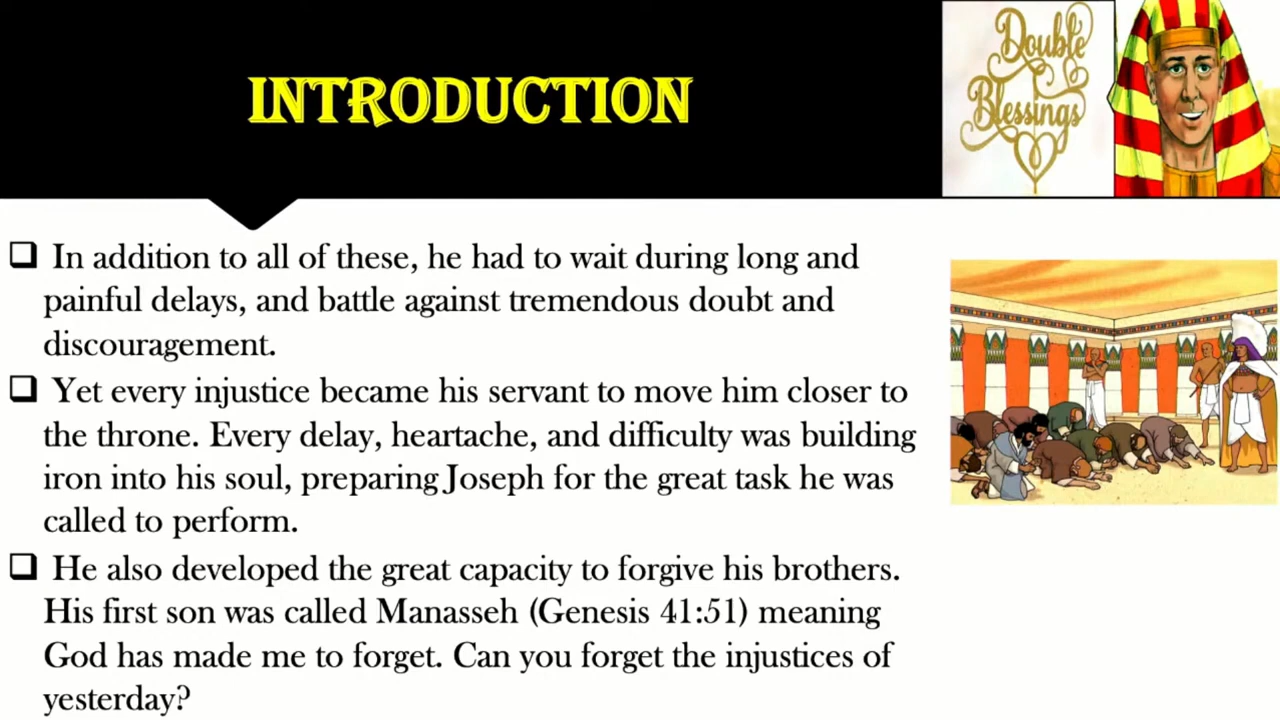 INTRODUCTION
Double
Blessings
In addition to all of these, he had to wait during long and
painful delays, and battle against tremendous doubt and
discouragement.
Yet every injustice became his servant to move him closer to
the throne. Every delay, heartache, and difficulty was building
iron into his soul, preparing Joseph for the great task he was
called to perform.
He also developed the great capacity to forgive his brothers.
His first son was called Manasseh (Genesis 41:51) meaning
God has made me to forget. Can you forget the injustices of
yesterday?